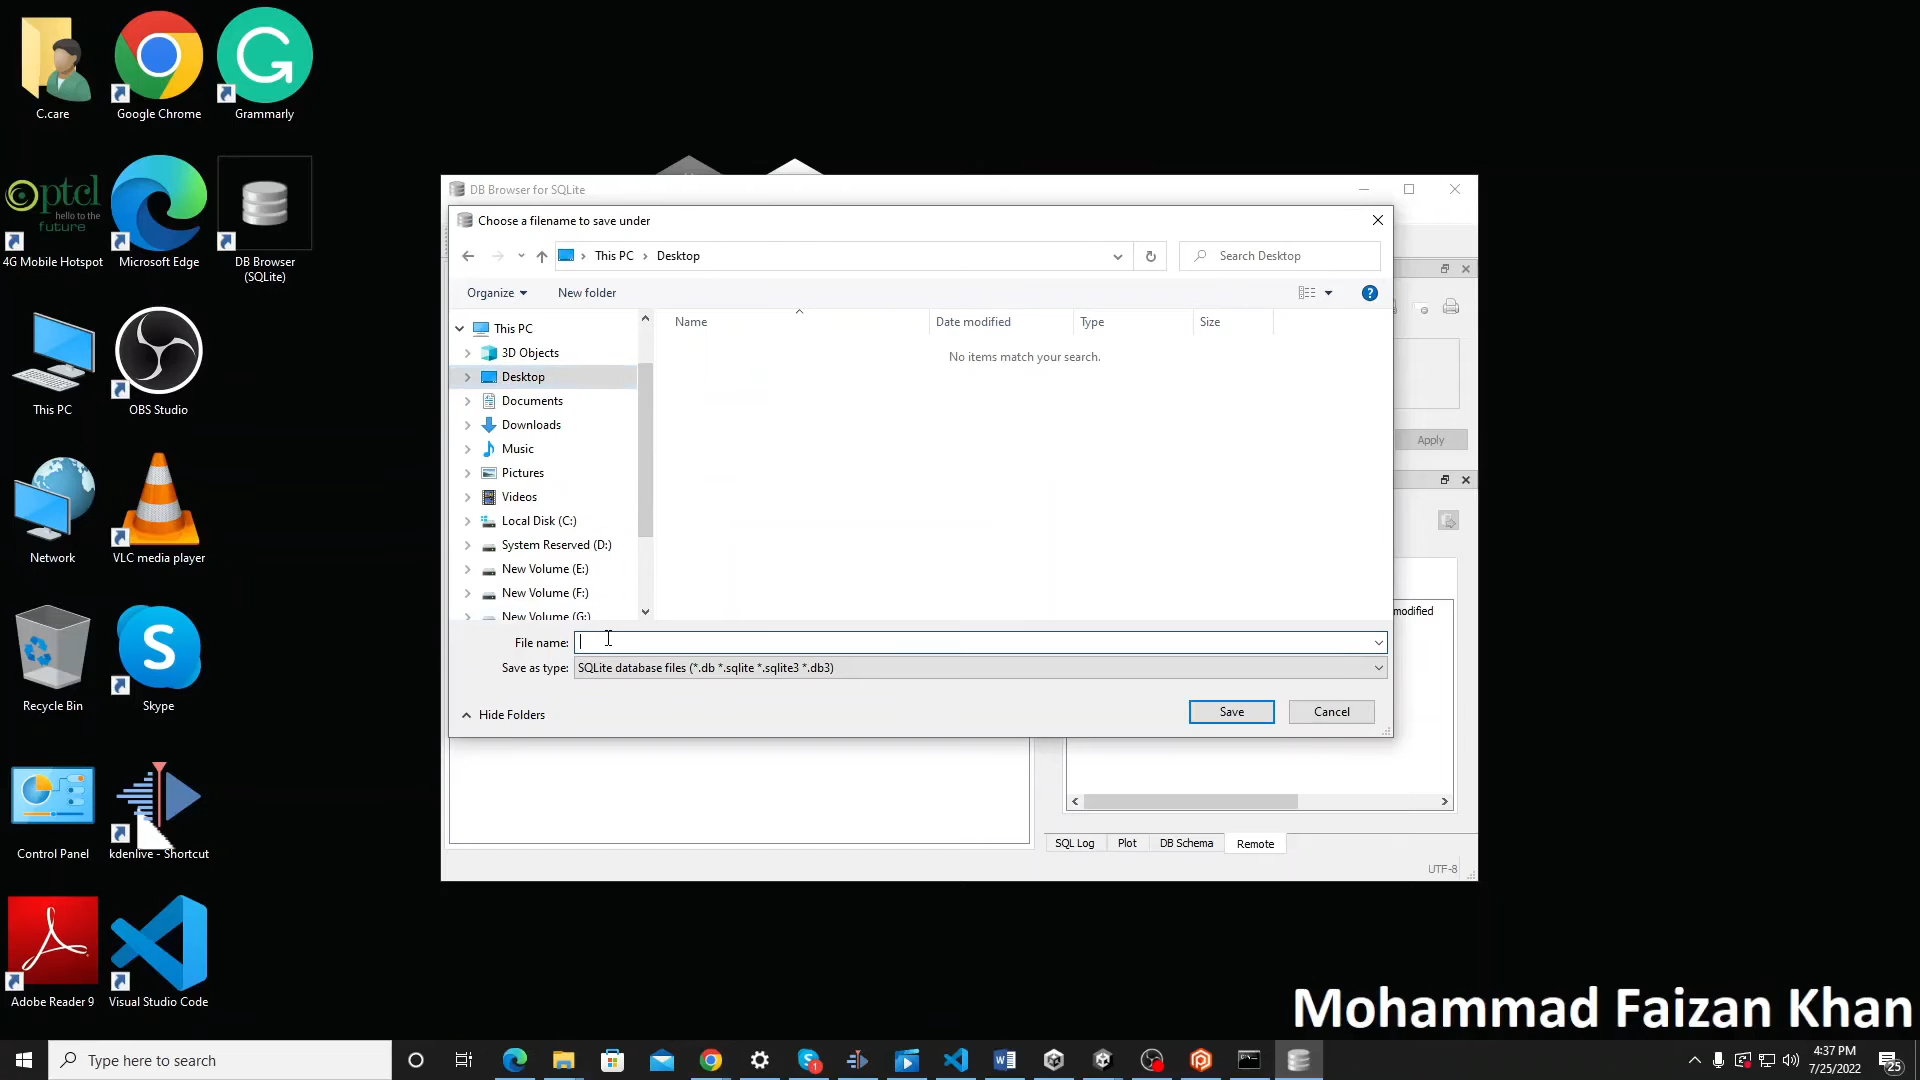 C.care
Google Chrome
Grammarly
ptcl
hello to the
future
4G Mobile Hotspot
Microsoft Edge
DB Browser
(SQLite)
This PC
OBS Studio
Network
VLC media player
Recycle Bin
Skype
Control Panel
kdenlive - Shortcut
Adobe Reader 9
Visual Studio Code
DB Browser for SQLite
Choose a filename to save under
This PC
Desktop
Search Desktop
Organize
New folder
This PC
3D Objects
Desktop
Documents
Downloads
Music
Pictures
Videos
Local Disk (C:)
System Reserved (D:)
New Volume (E:)
New Volume (F:)
New Volume (G:)
Name
Date modified
Type
Size
No items match your search.
File name:
Save as type:
SQLite database files (*.db *.sqlite *.sqlite3 *.db3)
Hide Folders
Save
Cancel
Apply
modified
SQL Log
Plot
DB Schema
Remote
UTF-8
Mohammad Faizan Khan
Type here to search
4:37 PM
7/25/2022
25